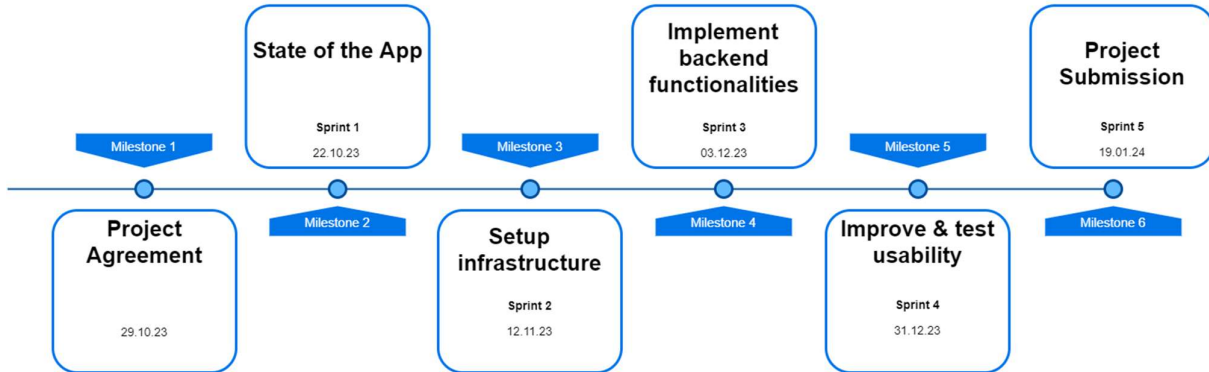 Milestone 1
Project
Agreement
29.10.23
State of the App
Sprint 1
22.10.23
Milestone 2
Milestone 3
Setup
infrastructure
Sprint 2
12.11.23
Implement
backend
functionalities
Sprint 3
03.12.23
Milestone 4
Milestone 5
Improve & test
usability
Sprint 4
31.12.23
Project
Submission
Sprint 5
19.01.24
Milestone 6